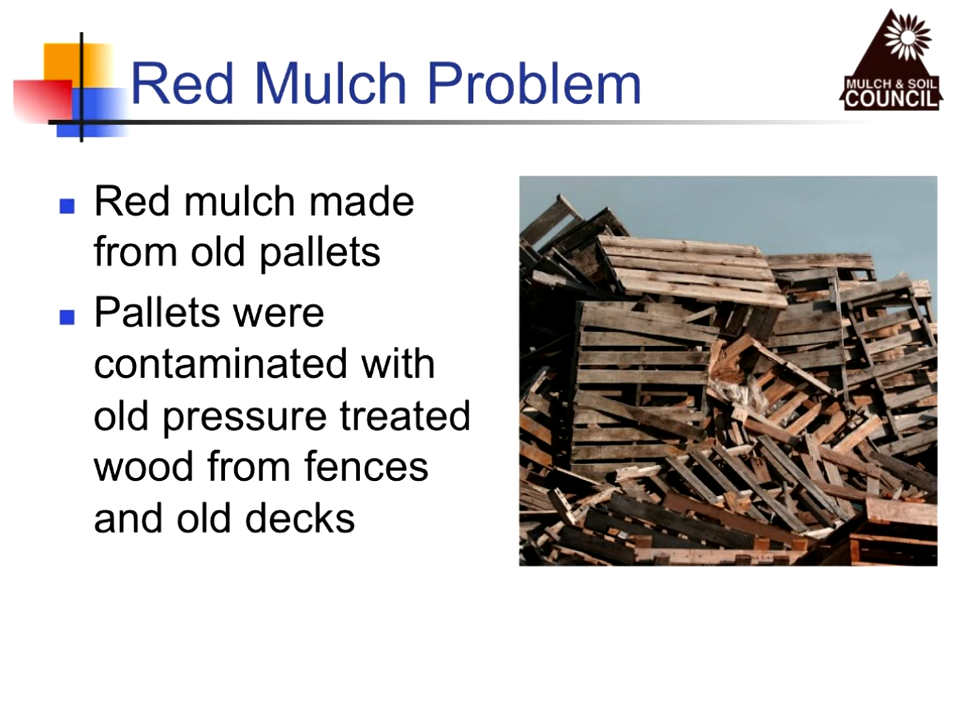 Red Mulch Problem
MULCH & SOIL
COUNCIL
Red mulch made
from old pallets
Pallets were
contaminated with
old pressure treated
wood from fences
and old decks